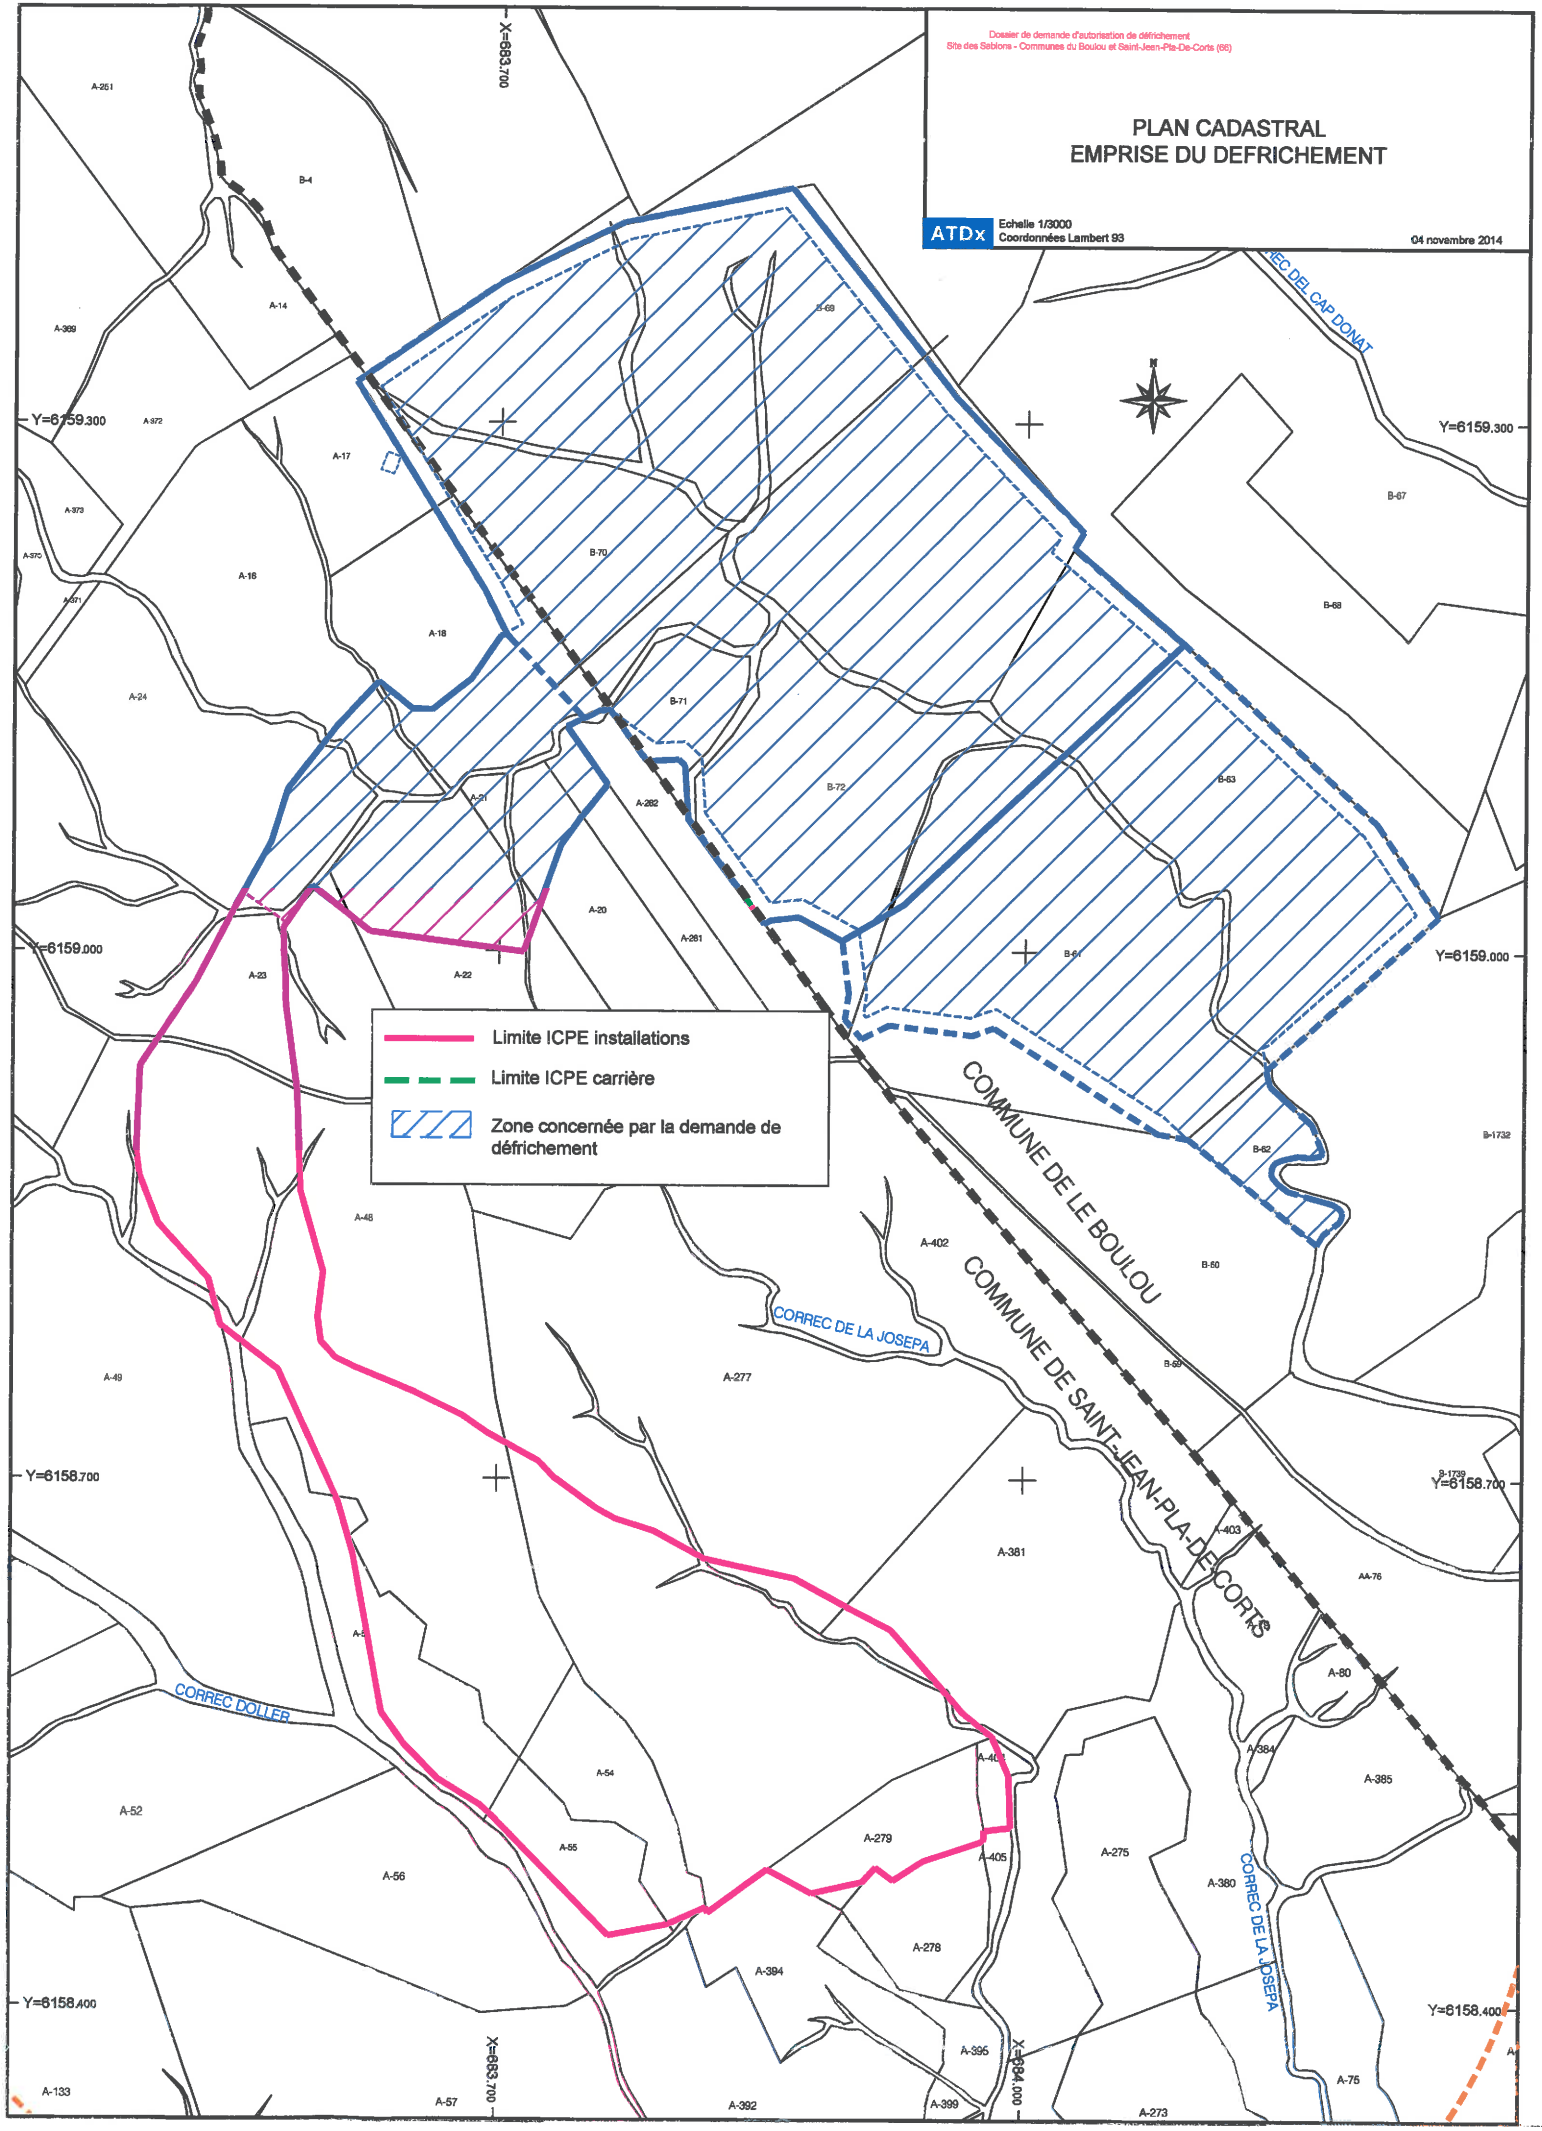 Dossier de demande d'autorisation de défrichement
Site des Sablons - Communes du Boulou et Saint-Jean-Pla-De-Corts (66)
PLAN CADASTRAL
EMPRISE DU DEFRICHEMENT
ATDx
Echelle 1/3000
Coordonnées Lambert 93
04 novembre 2014
X=683.700
A-251
B-4
A-14
A-369
B-69
DEL CAP DONAT
N
Y=6159.300
A-372
A-17
Y=6159.300
B-67
A-373
A-370
B-70
A-16
A-371
B-68
A-18
A-24
B-71
B-63
B-72
A-21
A-282
A-20
A-281
Y=6159.000
B-61
Y=6159.000
A-23
A-22
Limite ICPE installations
Limite ICPE carrière
Zone concernée par la demande de
défrichement
COMMUNE DE LE BOULOU
B-62
B-1732
A-48
A-402
B-60
COMMUNE DE SAINT-JEAN-PLA-DE-CORTS
CORREC DE LA JOSEPA
B-59
A-49
A-277
Y=6158.700
B-1739
Y=6158.700
A-403
A-381
AA-76
A-80
CORREC DOLLER
A-384
A-54
A-385
A-52
A-279
A-55
A-405
A-275
A-56
A-380
CORREC DE LA JOSEPA
A-278
A-394
Y=6158.400
Y=6158.400
X=683.700
X=684.000
A-395
A-133
A-57
A-392
A-399
A-273
A-75